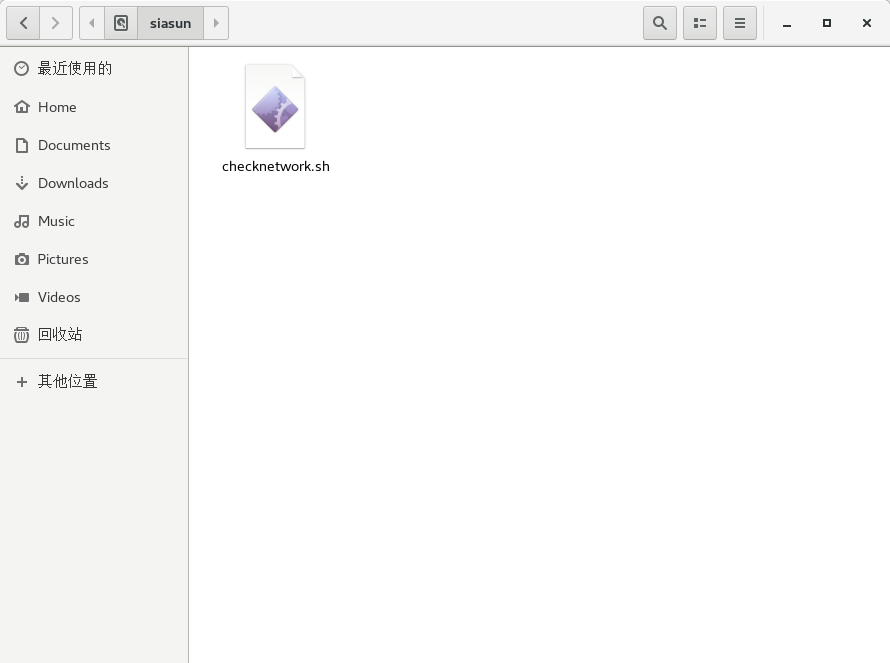 siasun
最近使用的
Home
Documents
Downloads
Music
Pictures
Videos
回收站
其他位置
checknetwork.sh